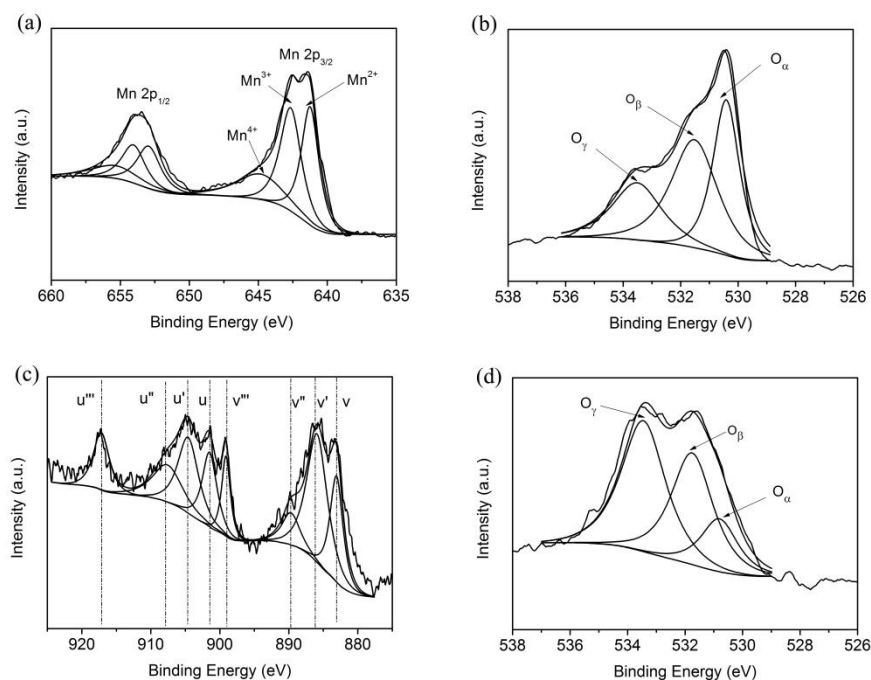 (a)
Mn 2p₃/₂
Mn³⁺
Mn²⁺
Mn 2p₁/₂
Mn⁴⁺
Intensity (a.u.)
660 655 650 645 640 635
Binding Energy (eV)
(b)
Oα
Oβ
Oγ
Intensity (a.u.)
538 536 534 532 530 528 526
Binding Energy (eV)
(c)
u''' u'' u' u v''' v'' v' v
Intensity (a.u.)
920 910 900 890 880
Binding Energy (eV)
(d)
Oγ
Oβ
Oα
Intensity (a.u.)
538 536 534 532 530 528 526
Binding Energy (eV)